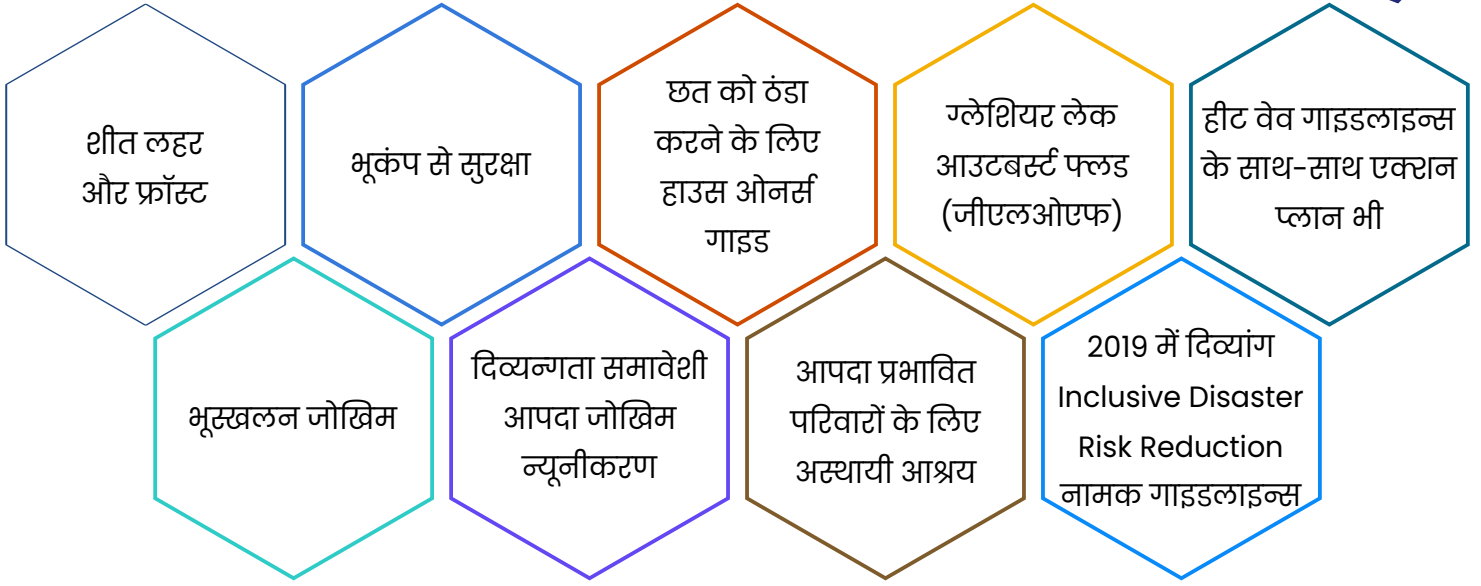 शीत लहर
और फ्रॉस्ट
भूकंप से सुरक्षा
छत को ठंडा
करने के लिए
हाउस ओनर्स
गाइड
ग्लेशियर लेक
आउटबर्स्ट फ्लड
(जीएलओएफ)
हीट वेव गाइडलाइन्स
के साथ-साथ एक्शन
प्लान भी
भूस्खलन जोखिम
दिव्यन्गता समावेशी
आपदा जोखिम
न्यूनीकरण
आपदा प्रभावित
परिवारों के लिए
अस्थायी आश्रय
2019 में दिव्यांग
Inclusive Disaster
Risk Reduction
नामक गाइडलाइन्स